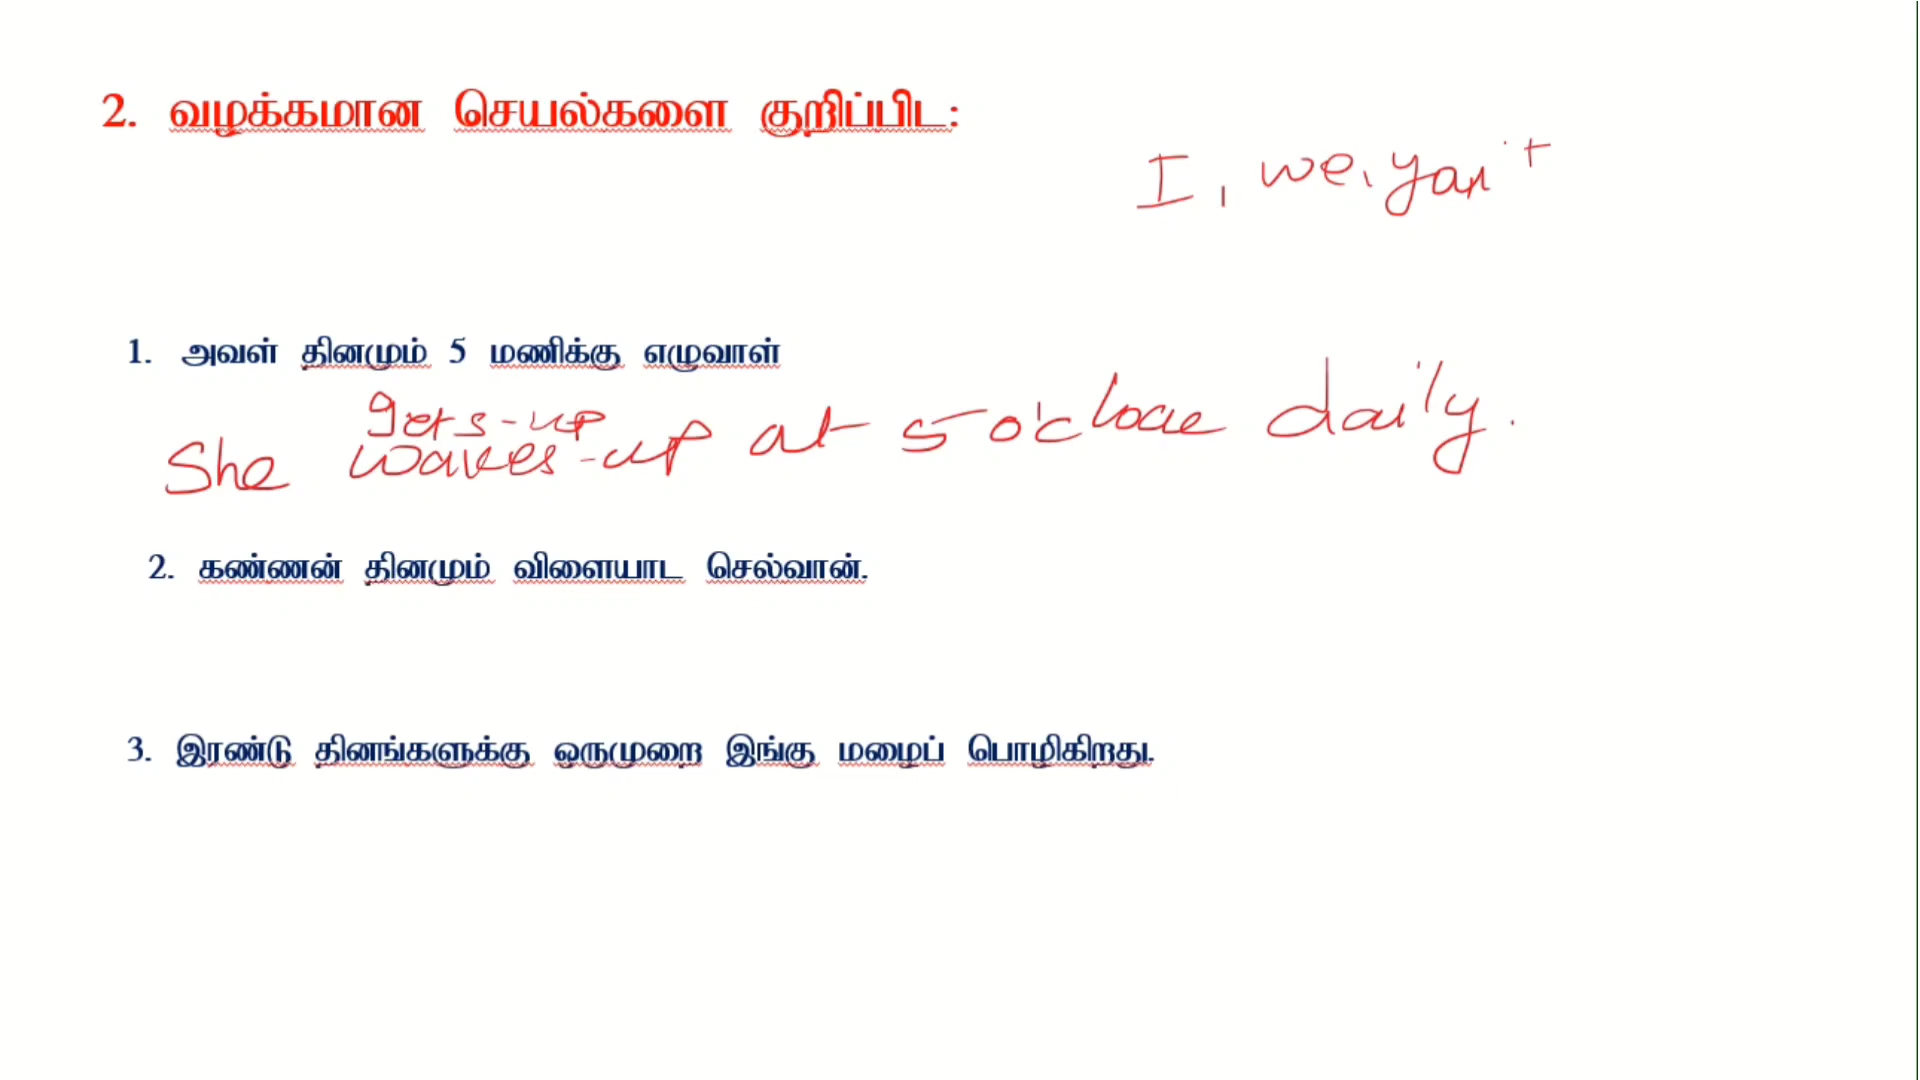 2. வழக்கமான செயல்களை குறிப்பிட:
I, we, you, t
1. அவள் தினமும் 5 மணிக்கு எழுவாள்
gets-up
She wakes-up at 5 o'clock daily.
2. கண்ணன் தினமும் விளையாட செல்வான்.
3. இரண்டு தினங்களுக்கு ஒருமுறை இங்கு மழைப் பொழிகிறது.